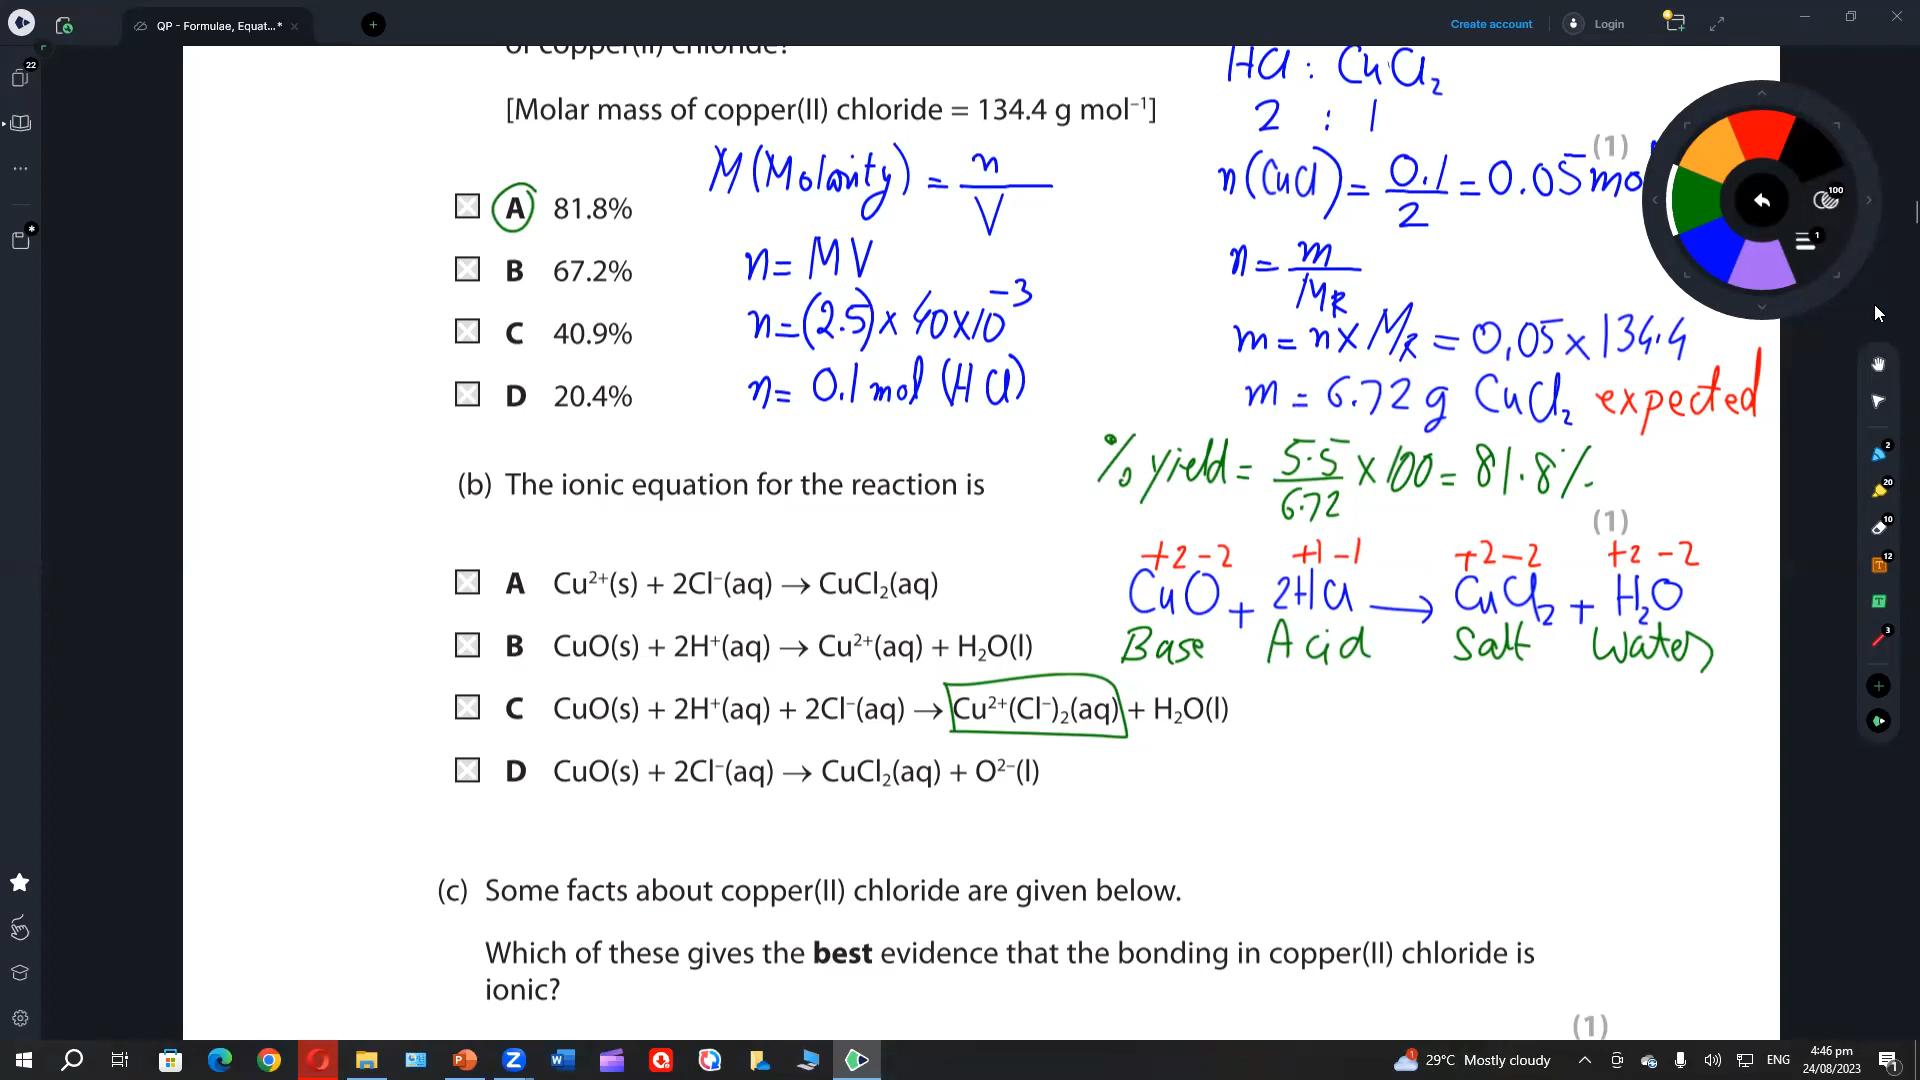 QP - Formulae, Equat...*
Create account
Login
of copper(II) chloride?
HCl : CuCl₂
[Molar mass of copper(II) chloride = 134.4 g mol⁻¹]
2 : 1
(1)
M (Molarity) = n / V
n(CuCl) = 0.1 / 2 = 0.05 mo
A 81.8%
n = MV
n = m / MR
B 67.2%
n = (2.5) × 40 × 10⁻³
m = n × MR = 0.05 × 134.4
C 40.9%
n = 0.1 mol (HCl)
m = 6.72 g CuCl₂ expected
D 20.4%
% yield = 5.5 / 6.72 × 100 = 81.8%
(b) The ionic equation for the reaction is
(1)
+2 -2 +1 -1 +2 -2 +2 -2
A Cu²⁺(s) + 2Cl⁻(aq) → CuCl₂(aq)
CuO + 2HCl → CuCl₂ + H₂O
B CuO(s) + 2H⁺(aq) → Cu²⁺(aq) + H₂O(l)
Base Acid Salt Water
C CuO(s) + 2H⁺(aq) + 2Cl⁻(aq) → Cu²⁺(Cl⁻)₂(aq) + H₂O(l)
D CuO(s) + 2Cl⁻(aq) → CuCl₂(aq) + O²⁻(l)
(c) Some facts about copper(II) chloride are given below.
Which of these gives the best evidence that the bonding in copper(II) chloride is
ionic?
(1)
22
100
1
2
20
10
12
3
29°C Mostly cloudy
ENG
4:46 pm
24/08/2023